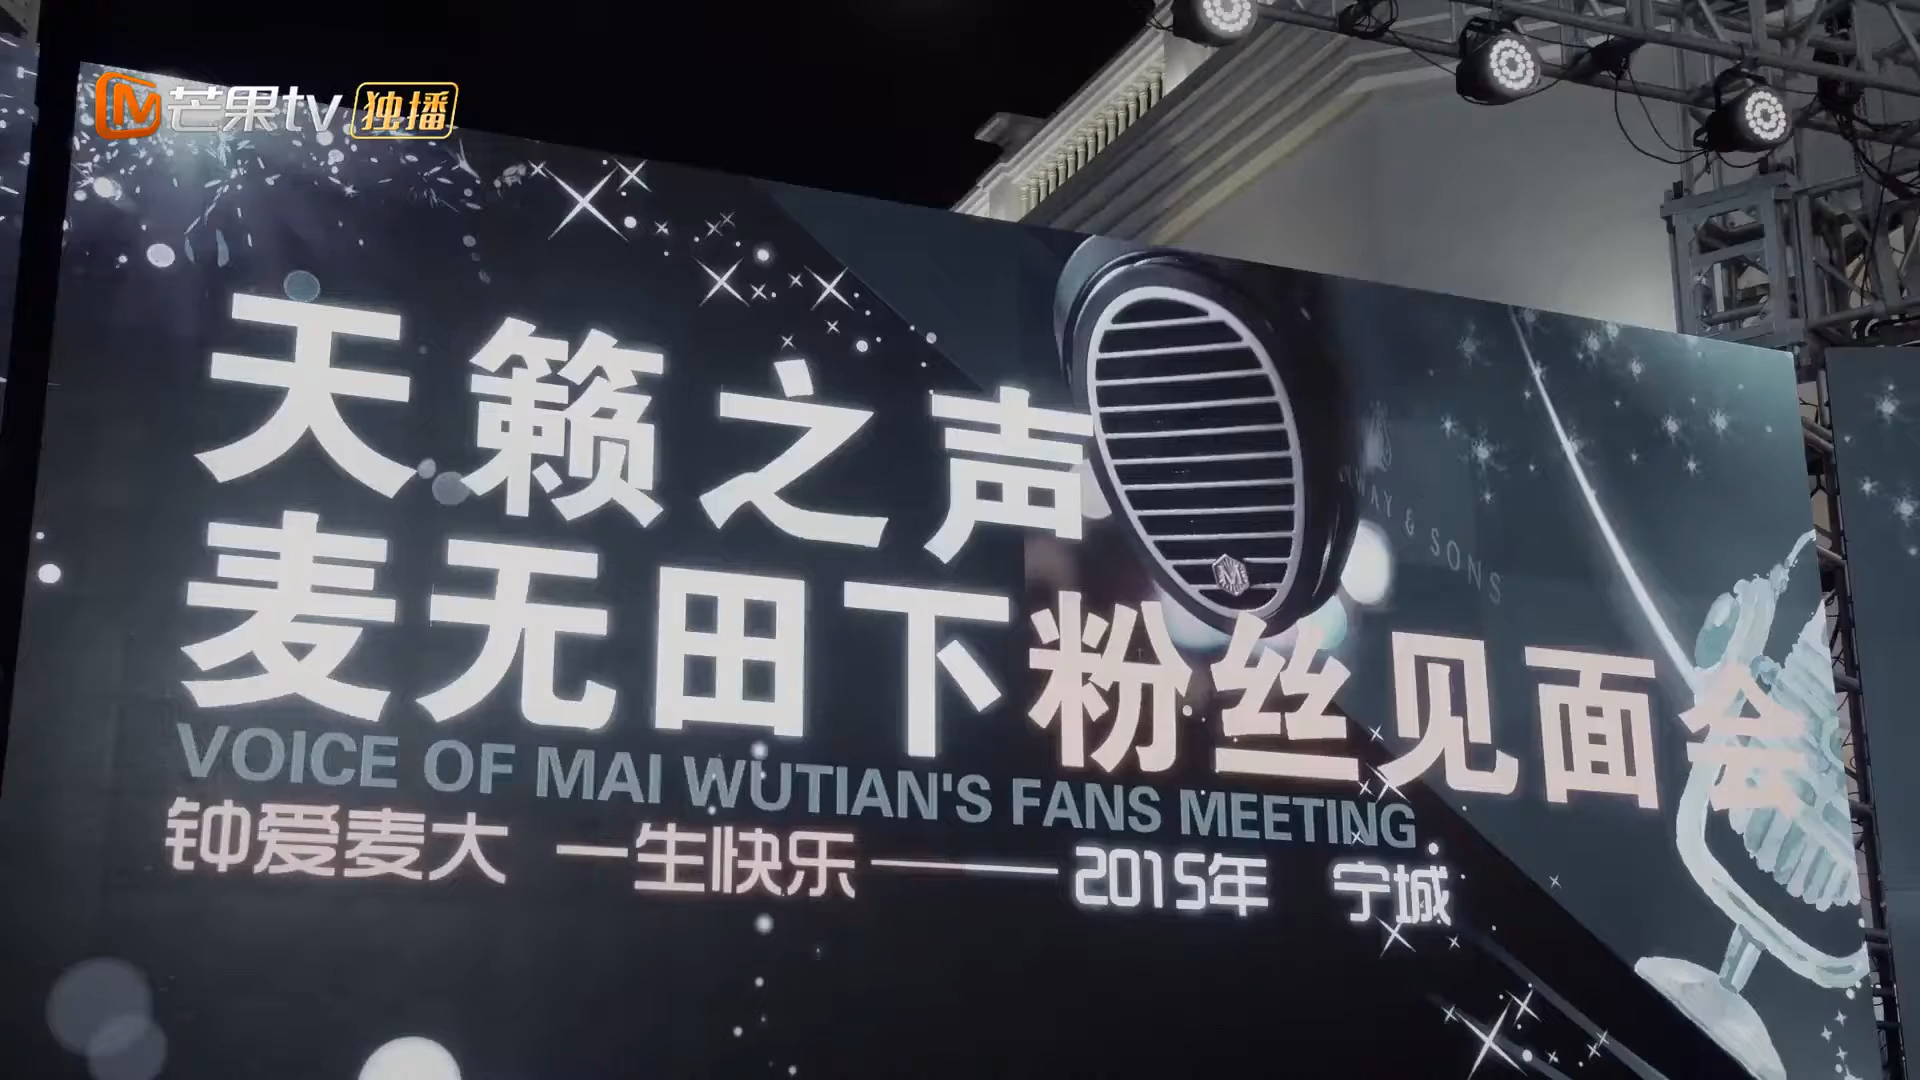 芒果tv 独播
天籁之声
麦无田下粉丝见面会
WAY & SONS
VOICE OF MAI WUTIAN'S FANS MEETING
钟爱麦大 一生快乐——2015年 宁城